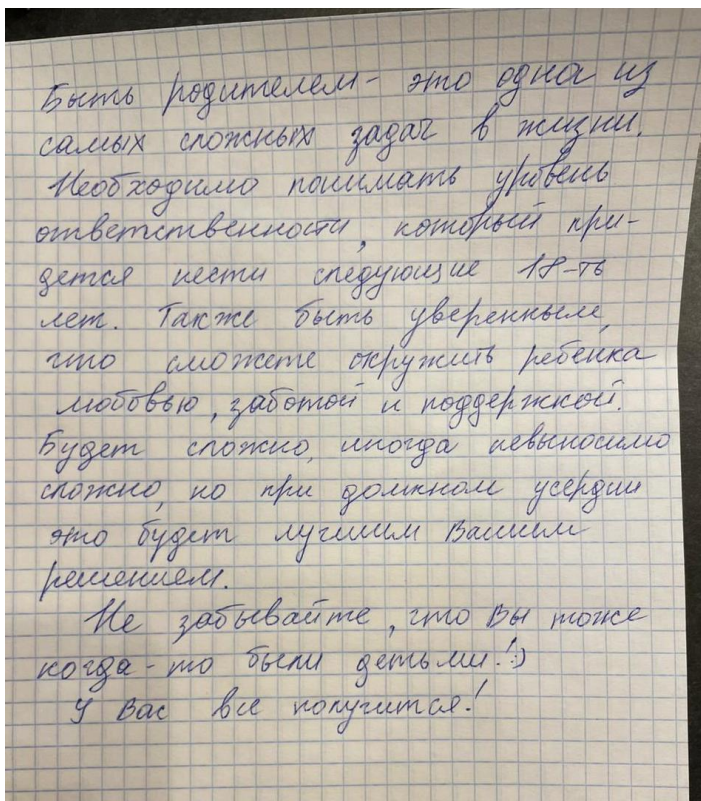 Быть родителем - это одна из
самых сложных задач в жизни.
Необходимо понимать уровень
ответственности, который при-
дется нести следующие 18-ть
лет. Также быть уверенным,
что сможете окружить ребенка
любовью, заботой и поддержкой.
Будет сложно, иногда невыносимо
сложно, но при должном усердии
это будет лучшим Вашим
решением.
Не забывайте, что Вы тоже
когда-то были детьми! :)
У Вас все получится!